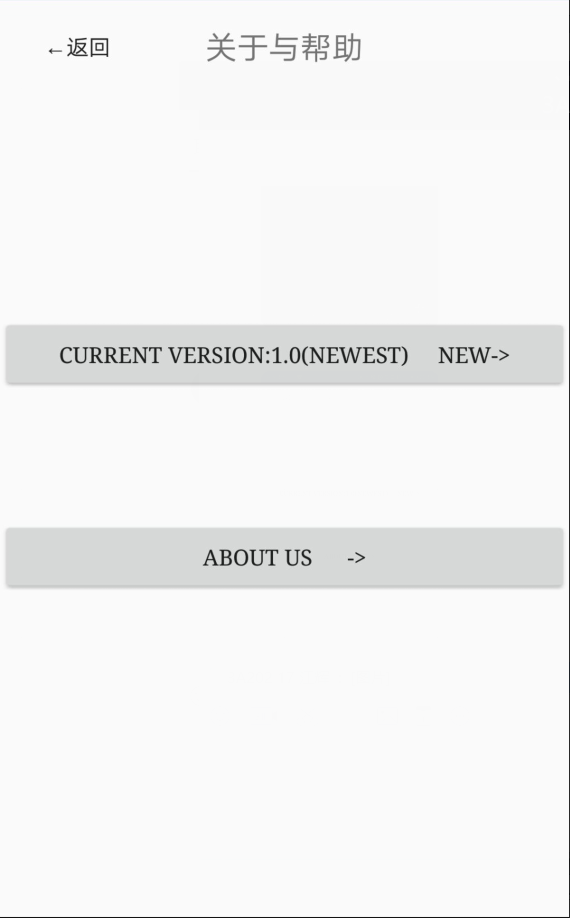 ←返回 关于与帮助
CURRENT VERSION:1.0(NEWEST) NEW->
ABOUT US ->